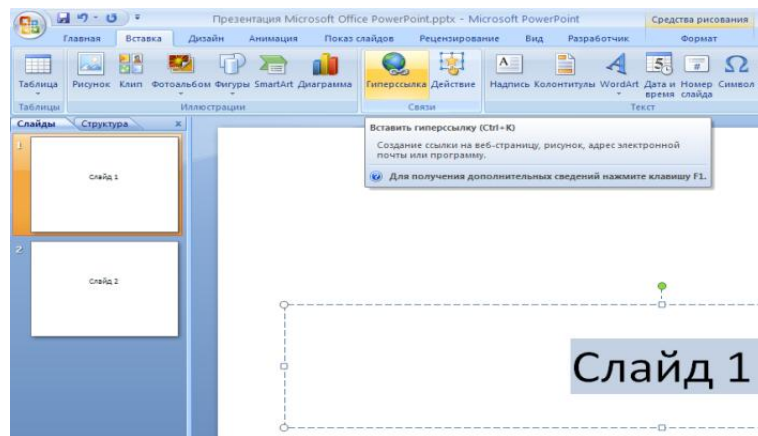 Презентация Microsoft Office PowerPoint.pptx - Microsoft PowerPoint
Средства рисования
Главная Вставка Дизайн Анимация Показ слайдов Рецензирование Вид Разработчик Формат
Таблица Рисунок Клип Фотоальбом Фигуры SmartArt Диаграмма Гиперссылка Действие Надпись Колонтитулы WordArt Дата и время Номер слайда Символ
Таблицы Иллюстрации Связи Текст
Слайды Структура x
Вставить гиперссылку (Ctrl+K)
Создание ссылки на веб-страницу, рисунок, адрес электронной
почты или программу.
Для получения дополнительных сведений нажмите клавишу F1.
1
Слайд 1
2
Слайд 2
Слайд 1